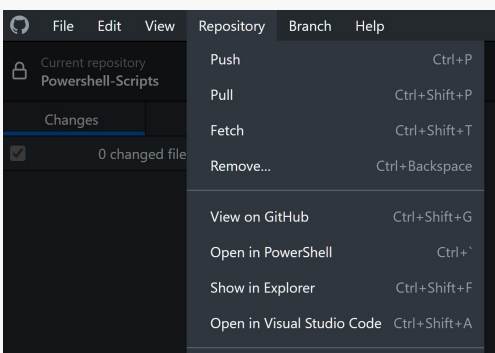 File Edit View Repository Branch Help
Current repository
Powershell-Scripts
Changes
0 changed file
Push Ctrl+P
Pull Ctrl+Shift+P
Fetch Ctrl+Shift+T
Remove... Ctrl+Backspace
View on GitHub Ctrl+Shift+G
Open in PowerShell Ctrl+`
Show in Explorer Ctrl+Shift+F
Open in Visual Studio Code Ctrl+Shift+A